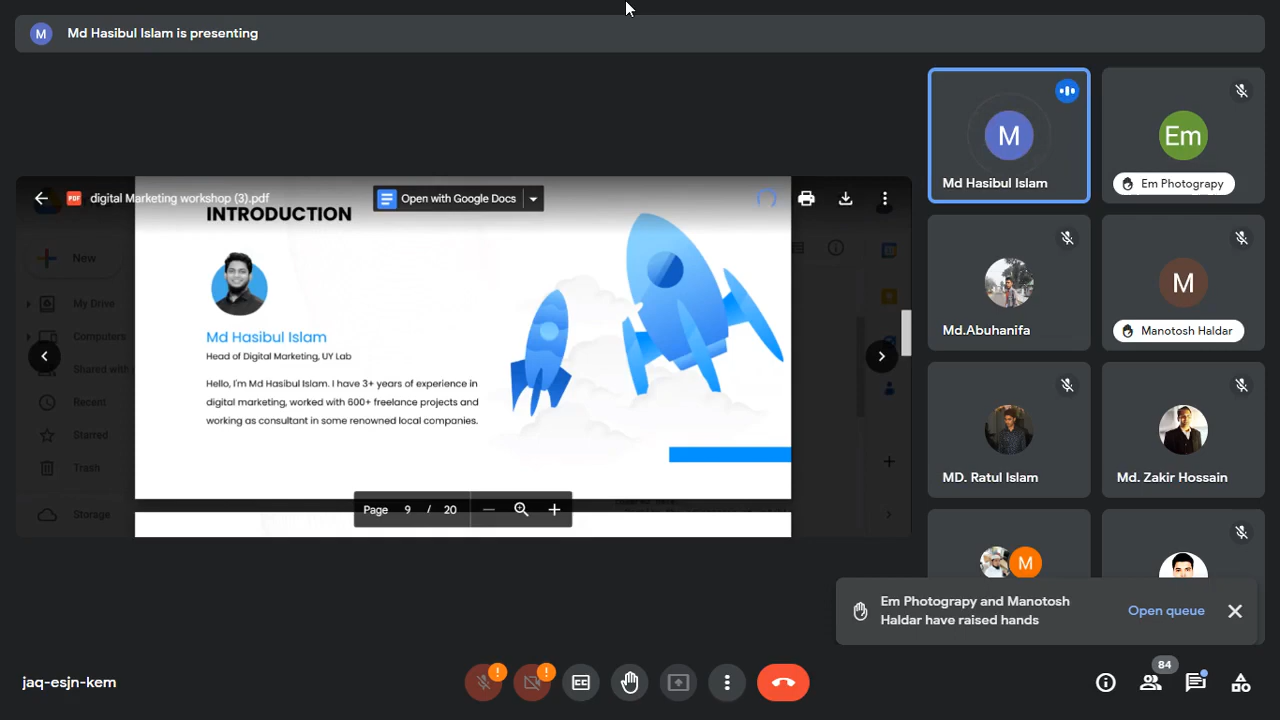 M
Md Hasibul Islam is presenting
digital Marketing workshop (3).pdf
PDF
Open with Google Docs
INTRODUCTION
Md Hasibul Islam
Head of Digital Marketing, UY Lab
Hello, I'm Md Hasibul Islam. I have 3+ years of experience in
digital marketing, worked with 600+ freelance projects and
working as consultant in some renowned local companies.
New
My Drive
Computers
Shared with
Recent
Starred
Trash
Storage
Page 9 / 20
M
Md Hasibul Islam
Em
Em Photograpy
Md.Abuhanifa
M
Manotosh Haldar
MD. Ratul Islam
Md. Zakir Hossain
M
Em Photograpy and Manotosh
Haldar have raised hands
Open queue
jaq-esjn-kem
!
!
CC
84